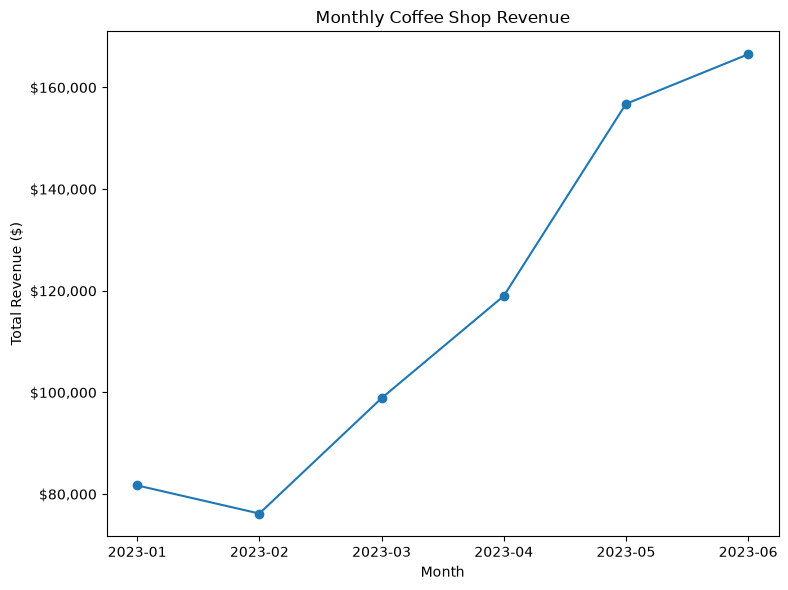 Monthly Coffee Shop Revenue
$160,000
$140,000
$120,000
$100,000
$80,000
Total Revenue ($)
2023-01 2023-02 2023-03 2023-04 2023-05 2023-06
Month